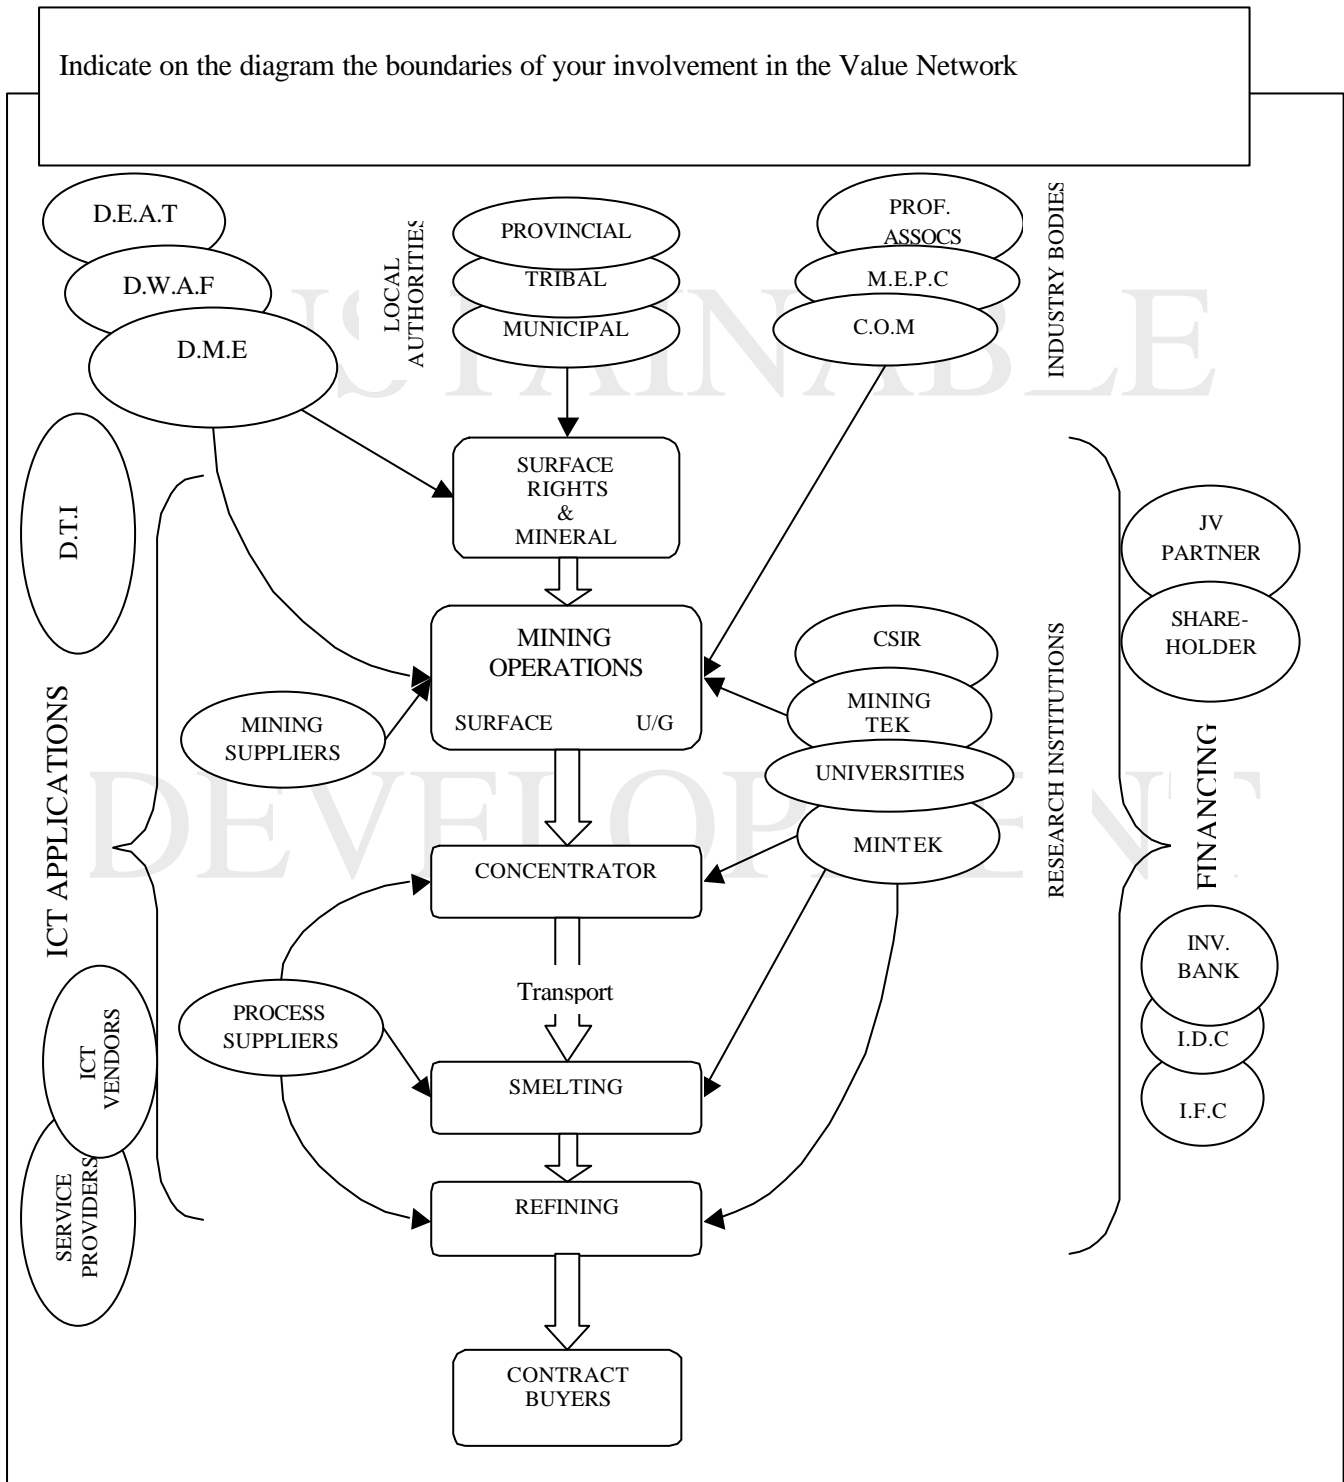 Indicate on the diagram the boundaries of your involvement in the Value Network
D.E.A.T
D.W.A.F
D.M.E
LOCAL
AUTHORITIES
PROVINCIAL
TRIBAL
MUNICIPAL
PROF.
ASSOCS
M.E.P.C
C.O.M
INDUSTRY BODIES
USTAINABLE
D.T.I
SURFACE
RIGHTS
&
MINERAL
JV
PARTNER
SHARE-
HOLDER
MINING
OPERATIONS
SURFACE U/G
CSIR
MINING
TEK
UNIVERSITIES
MINTEK
RESEARCH INSTITUTIONS
MINING
SUPPLIERS
ICT APPLICATIONS
FINANCING
DEVELOPMENT
CONCENTRATOR
Transport
PROCESS
SUPPLIERS
INV.
BANK
I.D.C
I.F.C
ICT
VENDORS
SERVICE
PROVIDERS
SMELTING
REFINING
CONTRACT
BUYERS